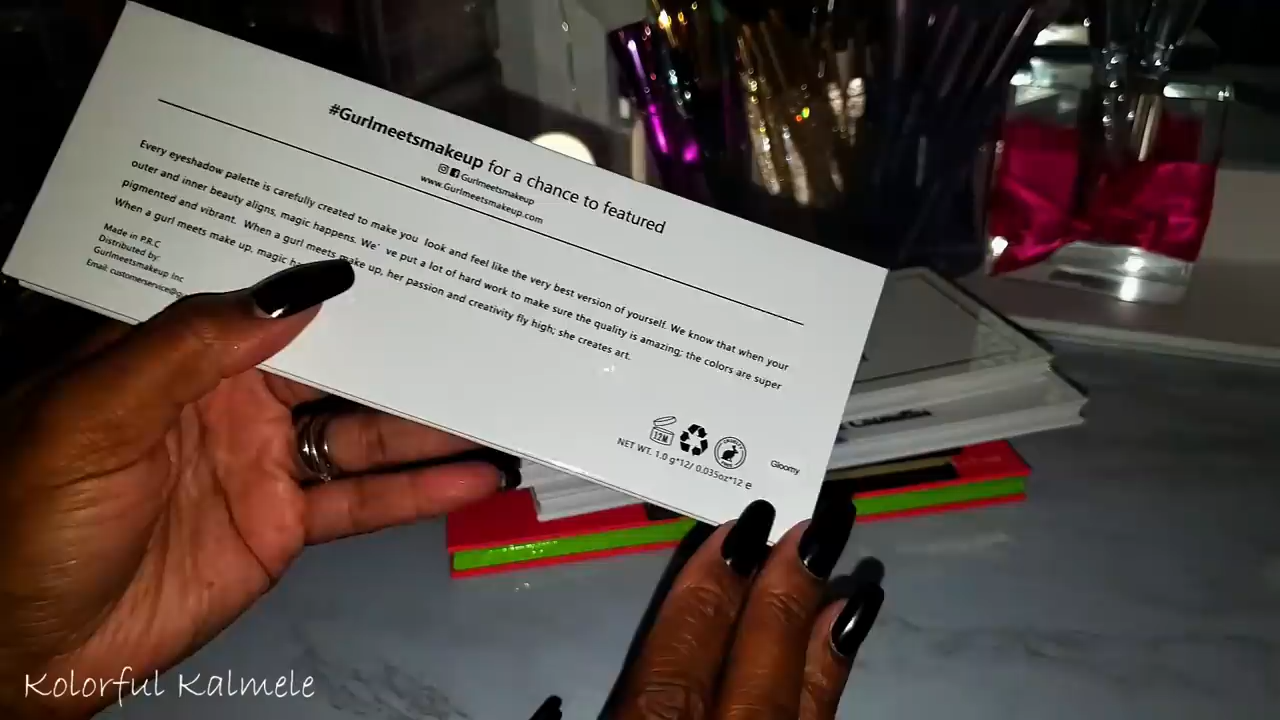 #Gurlmeetsmakeup for a chance to featured
Gurlmeetsmakeup
www.Gurlmeetsmakeup.com
Every eyeshadow palette is carefully created to make you look and feel like the very best version of yourself. We know that when your
outer and inner beauty aligns, magic happens. We' ve put a lot of hard work to make sure the quality is amazing; the colors are super
pigmented and vibrant. When a gurl meets make up, her passion and creativity fly high; she creates art.
When a gurl meets make up, magic
Made in P.R.C
Distributed by:
Gurlmeetsmakeup Inc
Email: customerservice@
12M
NET WT. 1.0 g*12/ 0.035oz*12 e
Gloomy
Kolorful Kalmele